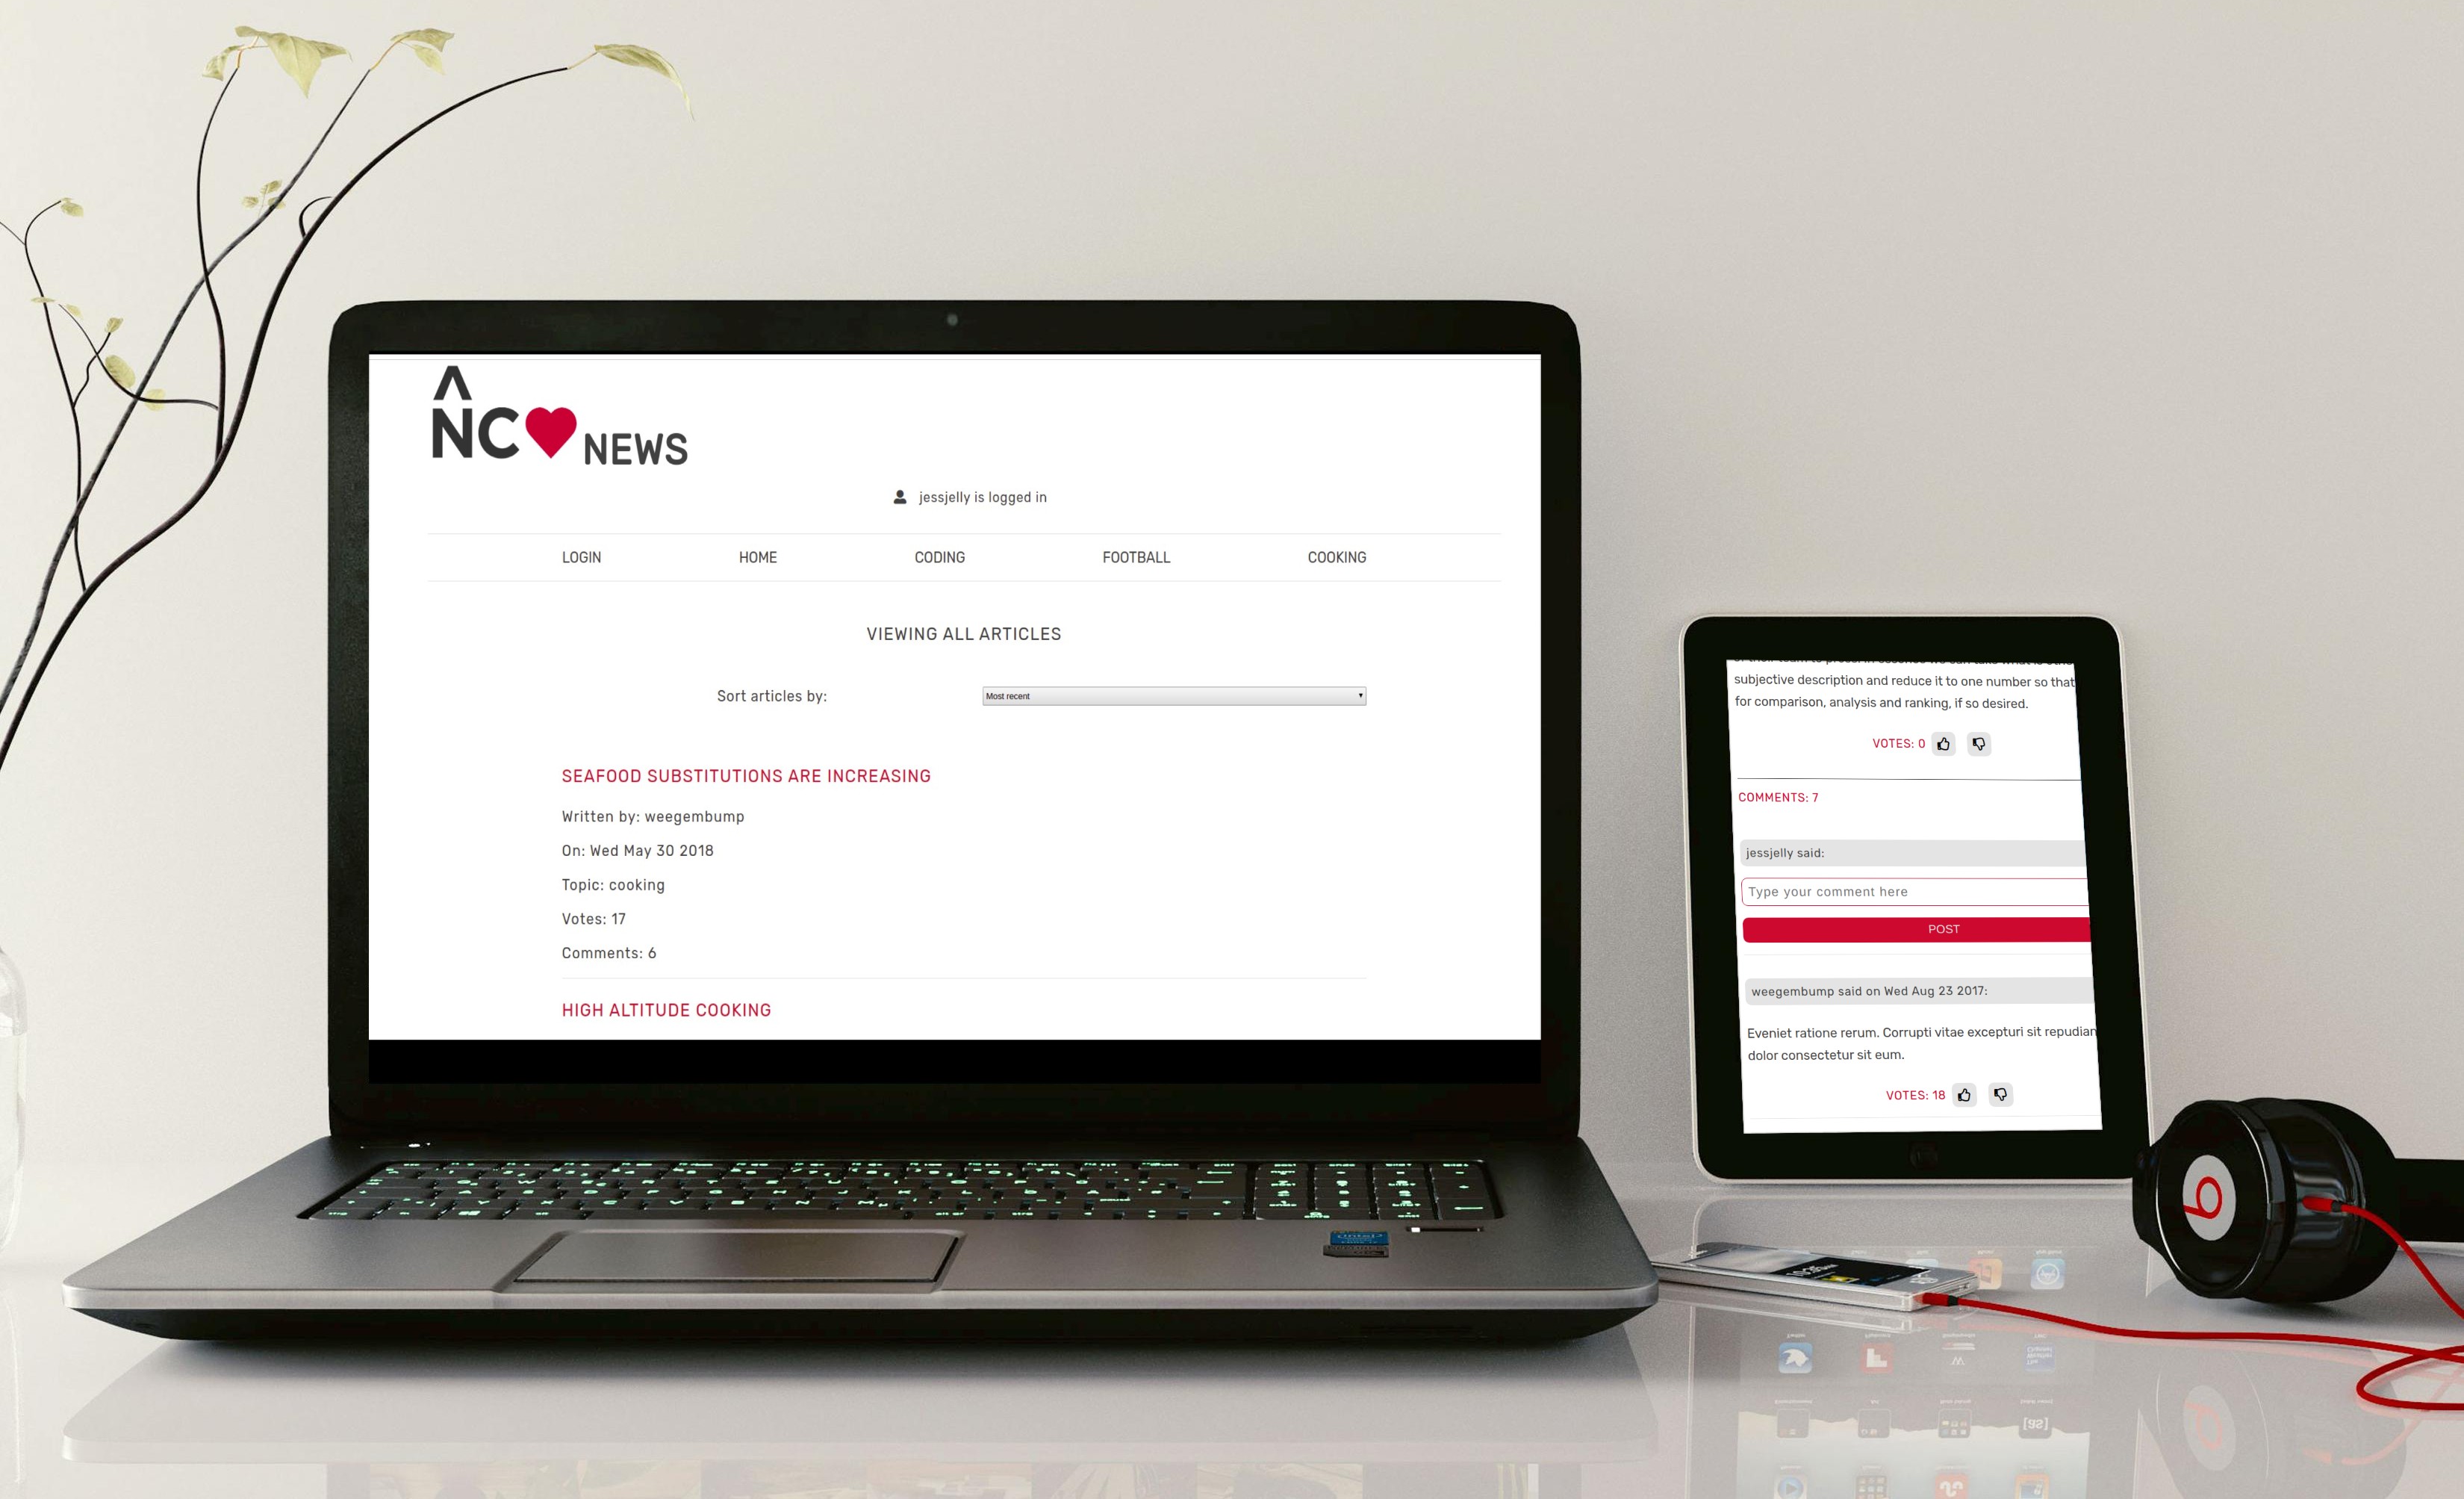 NC NEWS
jessjelly is logged in
LOGIN HOME CODING FOOTBALL COOKING
VIEWING ALL ARTICLES
Sort articles by: Most recent
SEAFOOD SUBSTITUTIONS ARE INCREASING
Written by: weegembump
On: Wed May 30 2018
Topic: cooking
Votes: 17
Comments: 6
HIGH ALTITUDE COOKING
subjective description and reduce it to one number so that
for comparison, analysis and ranking, if so desired.
VOTES: 0
COMMENTS: 7
jessjelly said:
Type your comment here
POST
weegembump said on Wed Aug 23 2017:
Eveniet ratione rerum. Corrupti vitae excepturi sit repudian
dolor consectetur sit eum.
VOTES: 18
(intel)
b